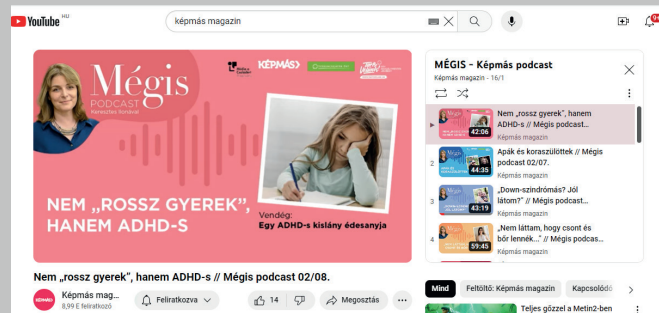 YouTube HU
képmás magazin
9+
Mégis
PODCAST
KÉPMÁS
NEM „ROSSZ GYEREK”,
HANEM ADHD-S
Vendég:
Egy ADHD-s kislány édesanyja
Nem „rossz gyerek”, hanem ADHD-s // Mégis podcast 02/08.
Képmás mag...
8,99 E feliratkozó
Feliratkozva
14
Megosztás
MÉGIS – Képmás podcast
Képmás magazin - 16/1
Nem „rossz gyerek”, hanem
ADHD-s // Mégis podcast...
Képmás magazin
42:06
2
Apák és koraszülöttek // Mégis
podcast 02/07.
Képmás magazin
44:35
3
„Down-szindrómás? Jól
látom?” // Mégis podcast...
Képmás magazin
43:19
4
„Nem láttam, hogy csont és
bőr lennék...” // Mégis podcas...
Képmás magazin
59:45
Mind
Feltöltő: Képmás magazin
Kapcsolódó
Teljes gőzzel a Metin2-ben